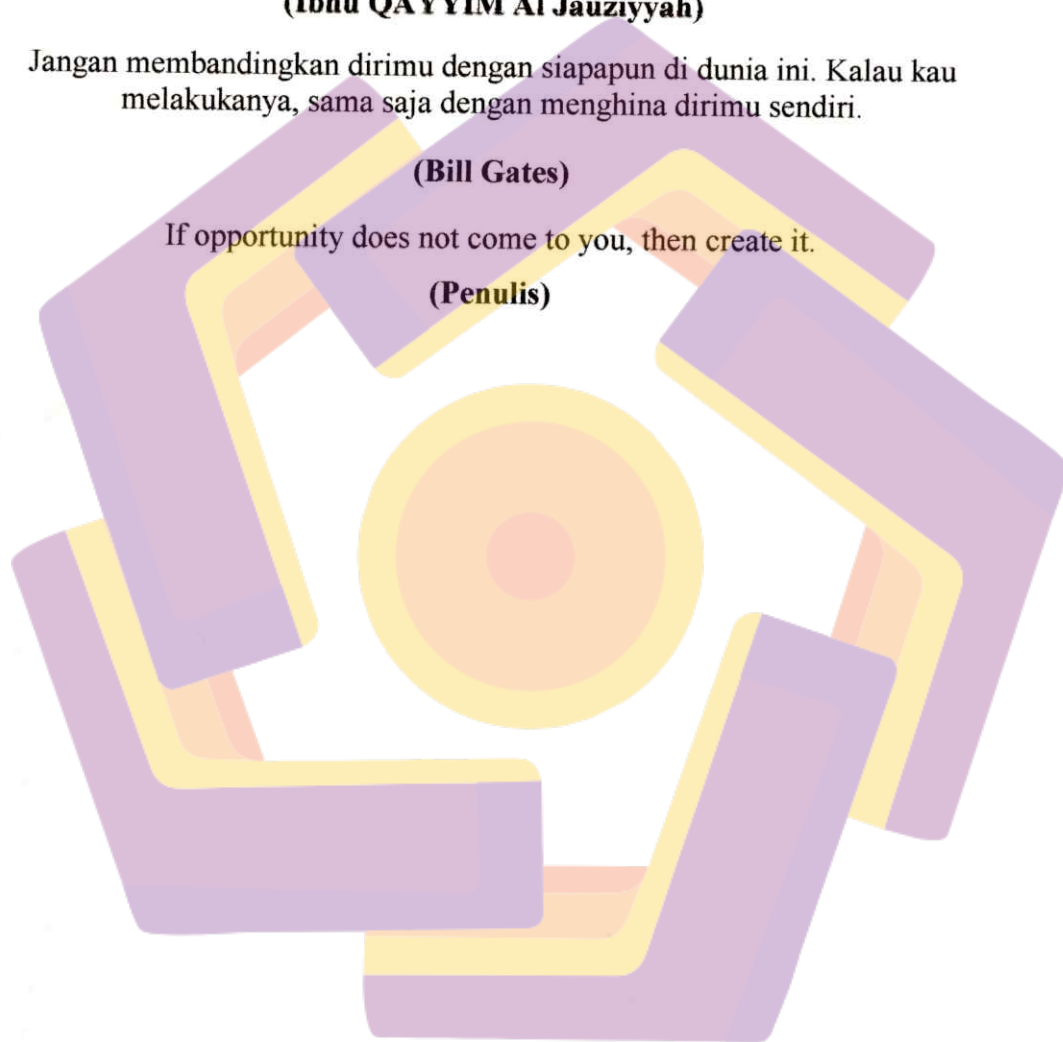 (Ibnu QAYYIM Al Jauziyyah)
Jangan membandingkan dirimu dengan siapapun di dunia ini. Kalau kau
melakukanya, sama saja dengan menghina dirimu sendiri.
(Bill Gates)
If opportunity does not come to you, then create it.
(Penulis)